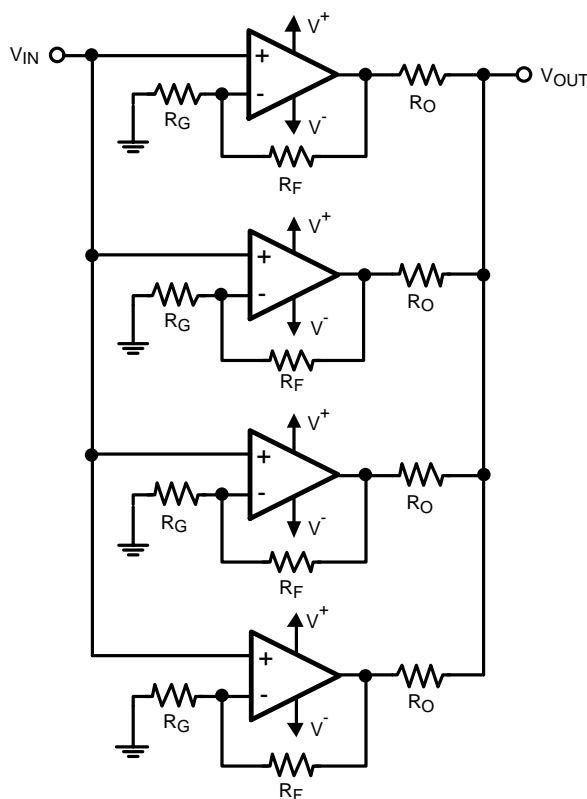 V+
VIN
+
-
VOUT
RG
V-
RO
RF
V+
+
-
RG
V-
RO
RF
V+
+
-
RG
V-
RO
RF
V+
+
-
RG
V-
RO
RF